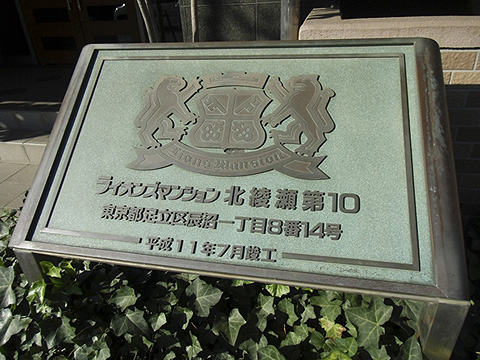 Lions Mansion
ライオンズマンション北綾瀬第10
東京都足立区辰沼一丁目8番14号
平成11年7月竣工